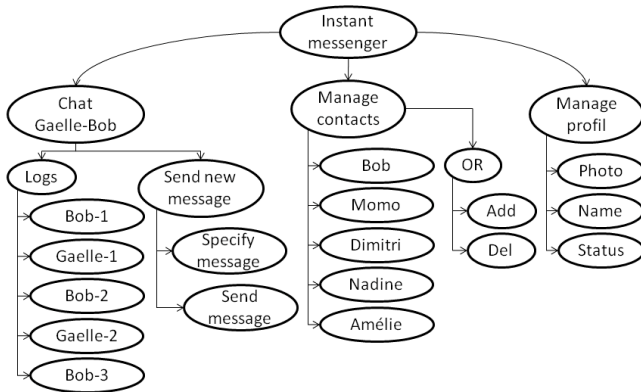 Instant
messenger
Chat
Gaelle-Bob
Manage
contacts
Manage
profil
Logs
Send new
message
Bob
OR
Photo
Bob-1
Momo
Add
Name
Gaelle-1
Specify
message
Dimitri
Del
Status
Bob-2
Nadine
Gaelle-2
Send
message
Amélie
Bob-3